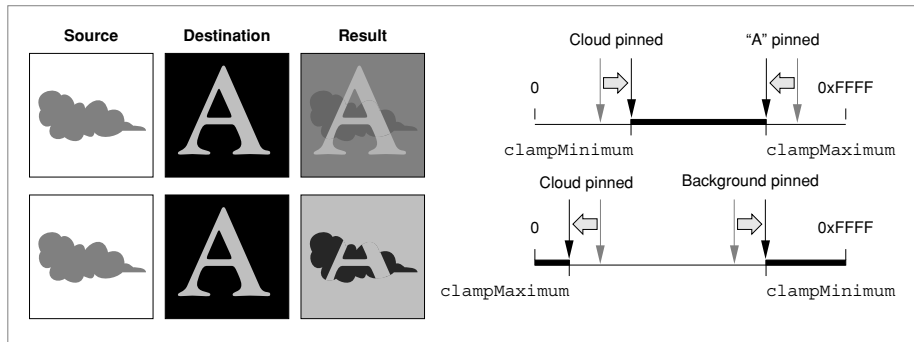 Source Destination Result
A A
A A
Cloud pinned “A” pinned
0 0xFFFF
clampMinimum clampMaximum
Cloud pinned Background pinned
0 0xFFFF
clampMaximum clampMinimum